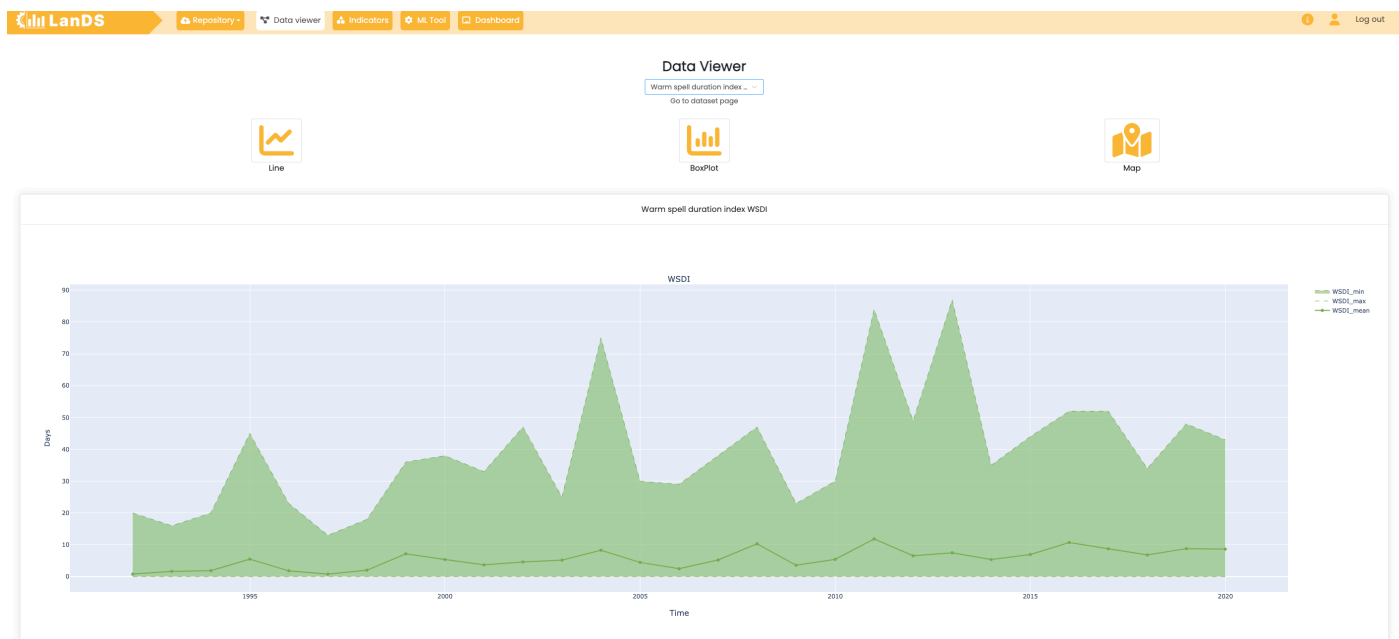 LanDS Repository Data viewer Indicators ML Tool Dashboard i Log out
Data Viewer
Warm spell duration index ...
Go to dataset page
Line BoxPlot Map
Warm spell duration index WSDI
WSDI
WSDI_min
WSDI_max
WSDI_mean
90
80
70
60
50
40
30
20
10
0
Days
1995 2000 2005 2010 2015 2020
Time